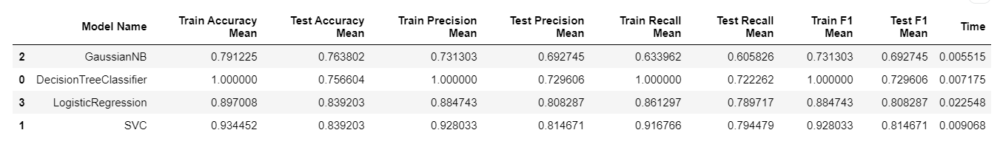 Model Name Train Accuracy Mean Test Accuracy Mean Train Precision Mean Test Precision Mean Train Recall Mean Test Recall Mean Train F1 Mean Test F1 Mean Time
2 GaussianNB 0.791225 0.763802 0.731303 0.692745 0.633962 0.605826 0.731303 0.692745 0.005515
0 DecisionTreeClassifier 1.000000 0.756604 1.000000 0.729606 1.000000 0.722262 1.000000 0.729606 0.007175
3 LogisticRegression 0.897008 0.839203 0.884743 0.808287 0.861297 0.789717 0.884743 0.808287 0.022548
1 SVC 0.934452 0.839203 0.928033 0.814671 0.916766 0.794479 0.928033 0.814671 0.009068